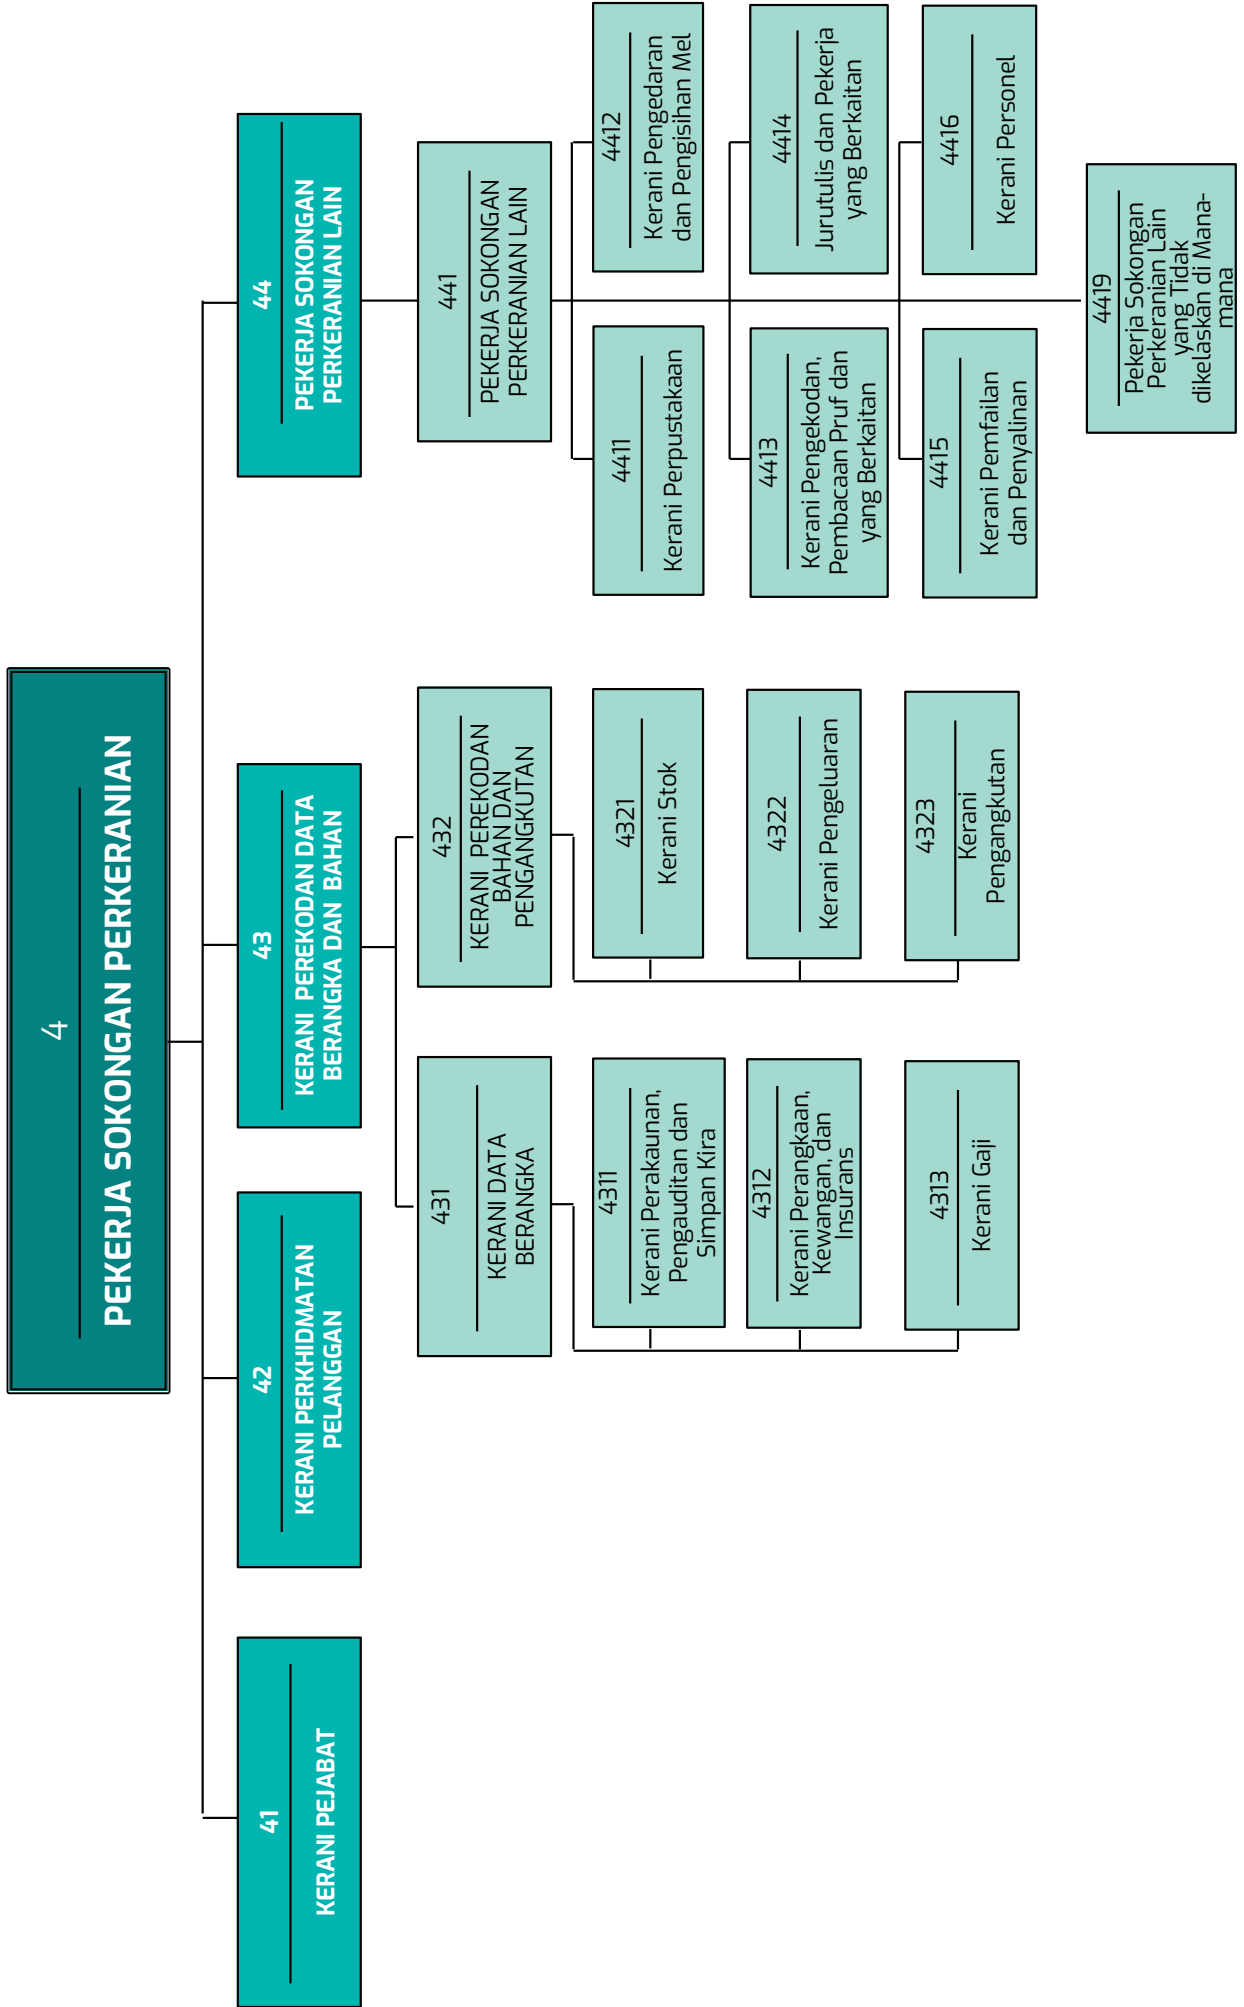 4
PEKERJA SOKONGAN PERKERANIAN
41
KERANI PEJABAT
42
KERANI PERKHIDMATAN
PELANGGAN
43
KERANI PEREKODAN DATA
BERANGKA DAN BAHAN
44
PEKERJA SOKONGAN
PERKERANIAN LAIN
431
KERANI DATA
BERANGKA
432
KERANI PEREKODAN
BAHAN DAN
PENGANGKUTAN
441
PEKERJA SOKONGAN
PERKERANIAN LAIN
4311
Kerani Perakaunan,
Pengauditan dan
Simpan Kira
4321
Kerani Stok
4411
Kerani Perpustakaan
4412
Kerani Pengedaran
dan Pengisihan Mel
4312
Kerani Perangkaan,
Kewangan, dan
Insurans
4322
Kerani Pengeluaran
4413
Kerani Pengekodan,
Pembacaan Pruf dan
yang Berkaitan
4414
Jurutulis dan Pekerja
yang Berkaitan
4313
Kerani Gaji
4323
Kerani
Pengangkutan
4415
Kerani Pemfailan
dan Penyalinan
4416
Kerani Personel
4419
Pekerja Sokongan
Perkeranian Lain
yang Tidak
dikelaskan di Mana-
mana